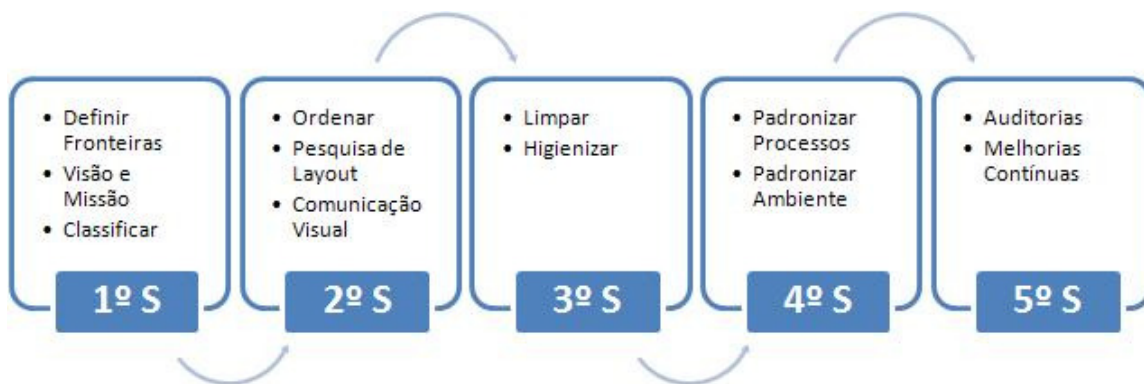 • Definir
Fronteiras
• Visão e
Missão
• Classificar
1º S
• Ordenar
• Pesquisa de
Layout
• Comunicação
Visual
2º S
• Limpar
• Higienizar
3º S
• Padronizar
Processos
• Padronizar
Ambiente
4º S
• Auditorias
• Melhorias
Contínuas
5º S